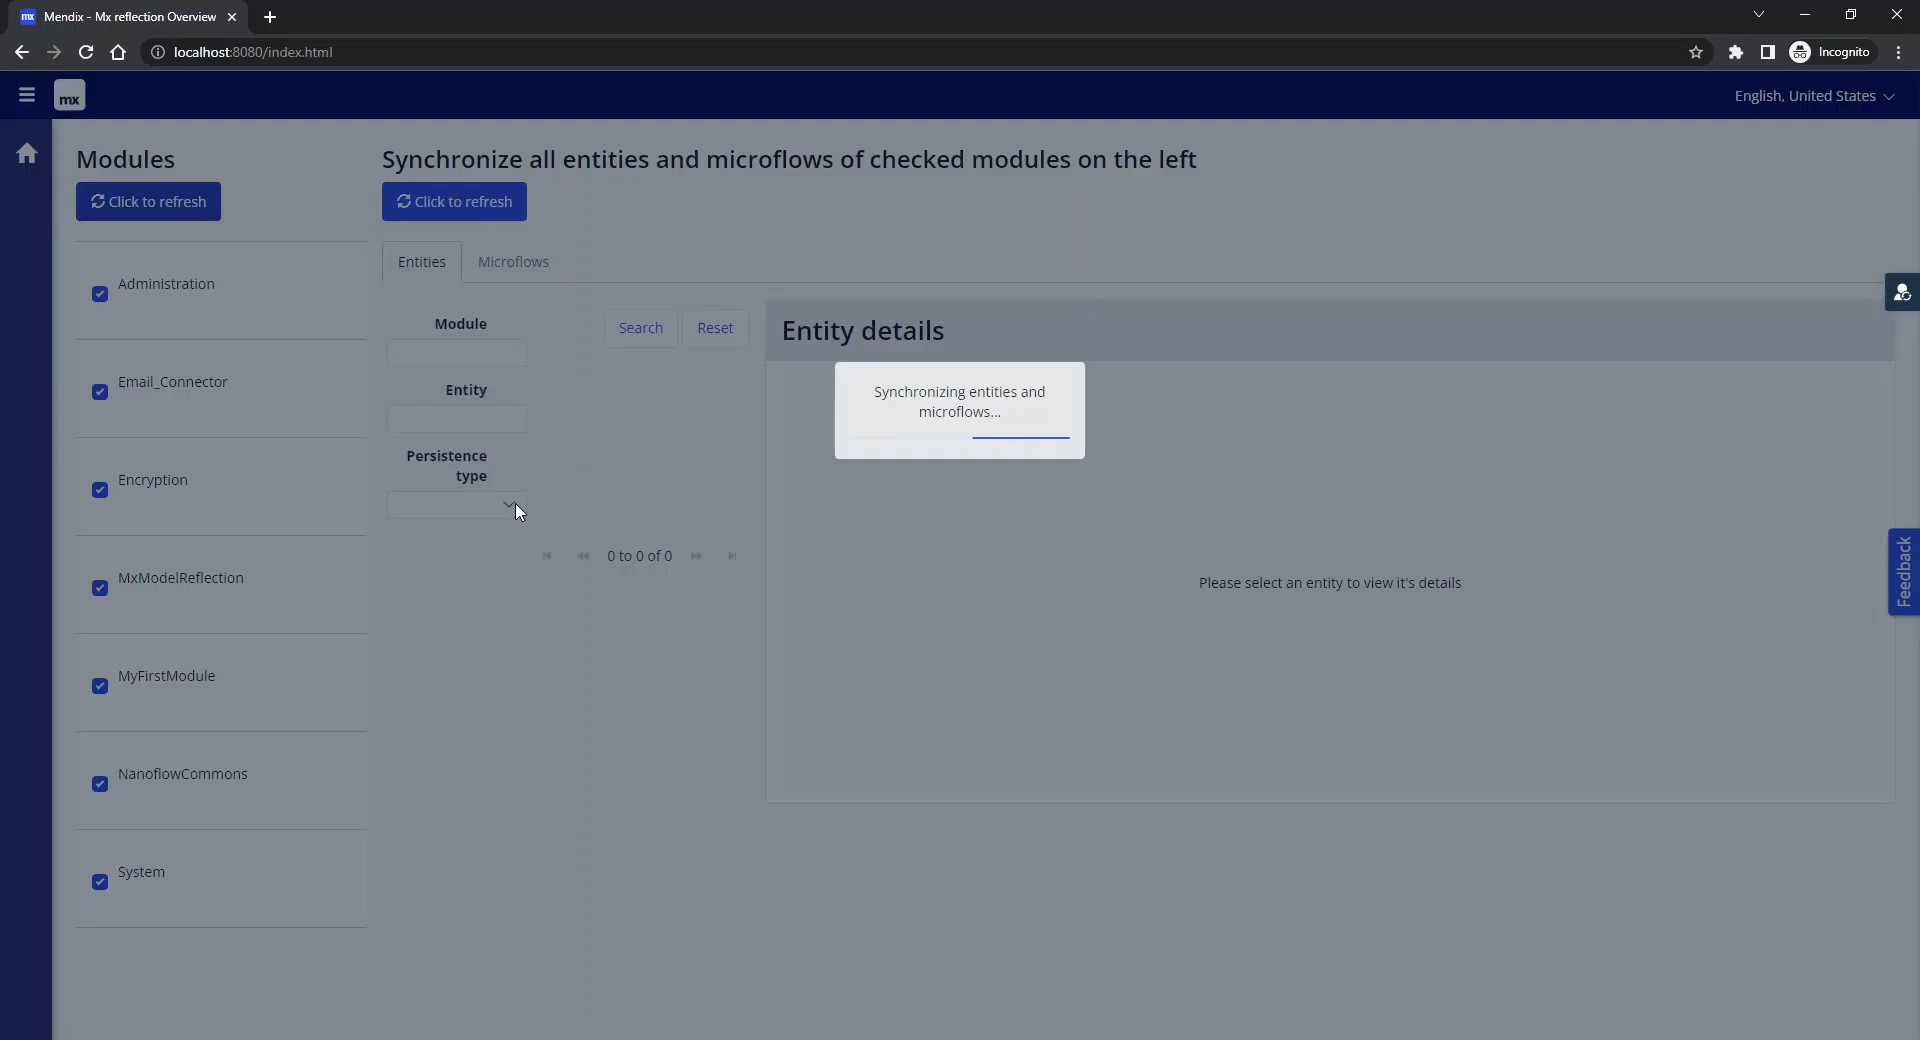 mx Mendix - Mx reflection Overview
localhost:8080/index.html
Incognito
mx
English, United States
Modules
Synchronize all entities and microflows of checked modules on the left
Click to refresh
Click to refresh
Entities
Microflows
Administration
Email_Connector
Encryption
MxModelReflection
MyFirstModule
NanoflowCommons
System
Module
Search
Reset
Entity
Persistence
type
0 to 0 of 0
Entity details
Synchronizing entities and
microflows...
Please select an entity to view it's details
Feedback